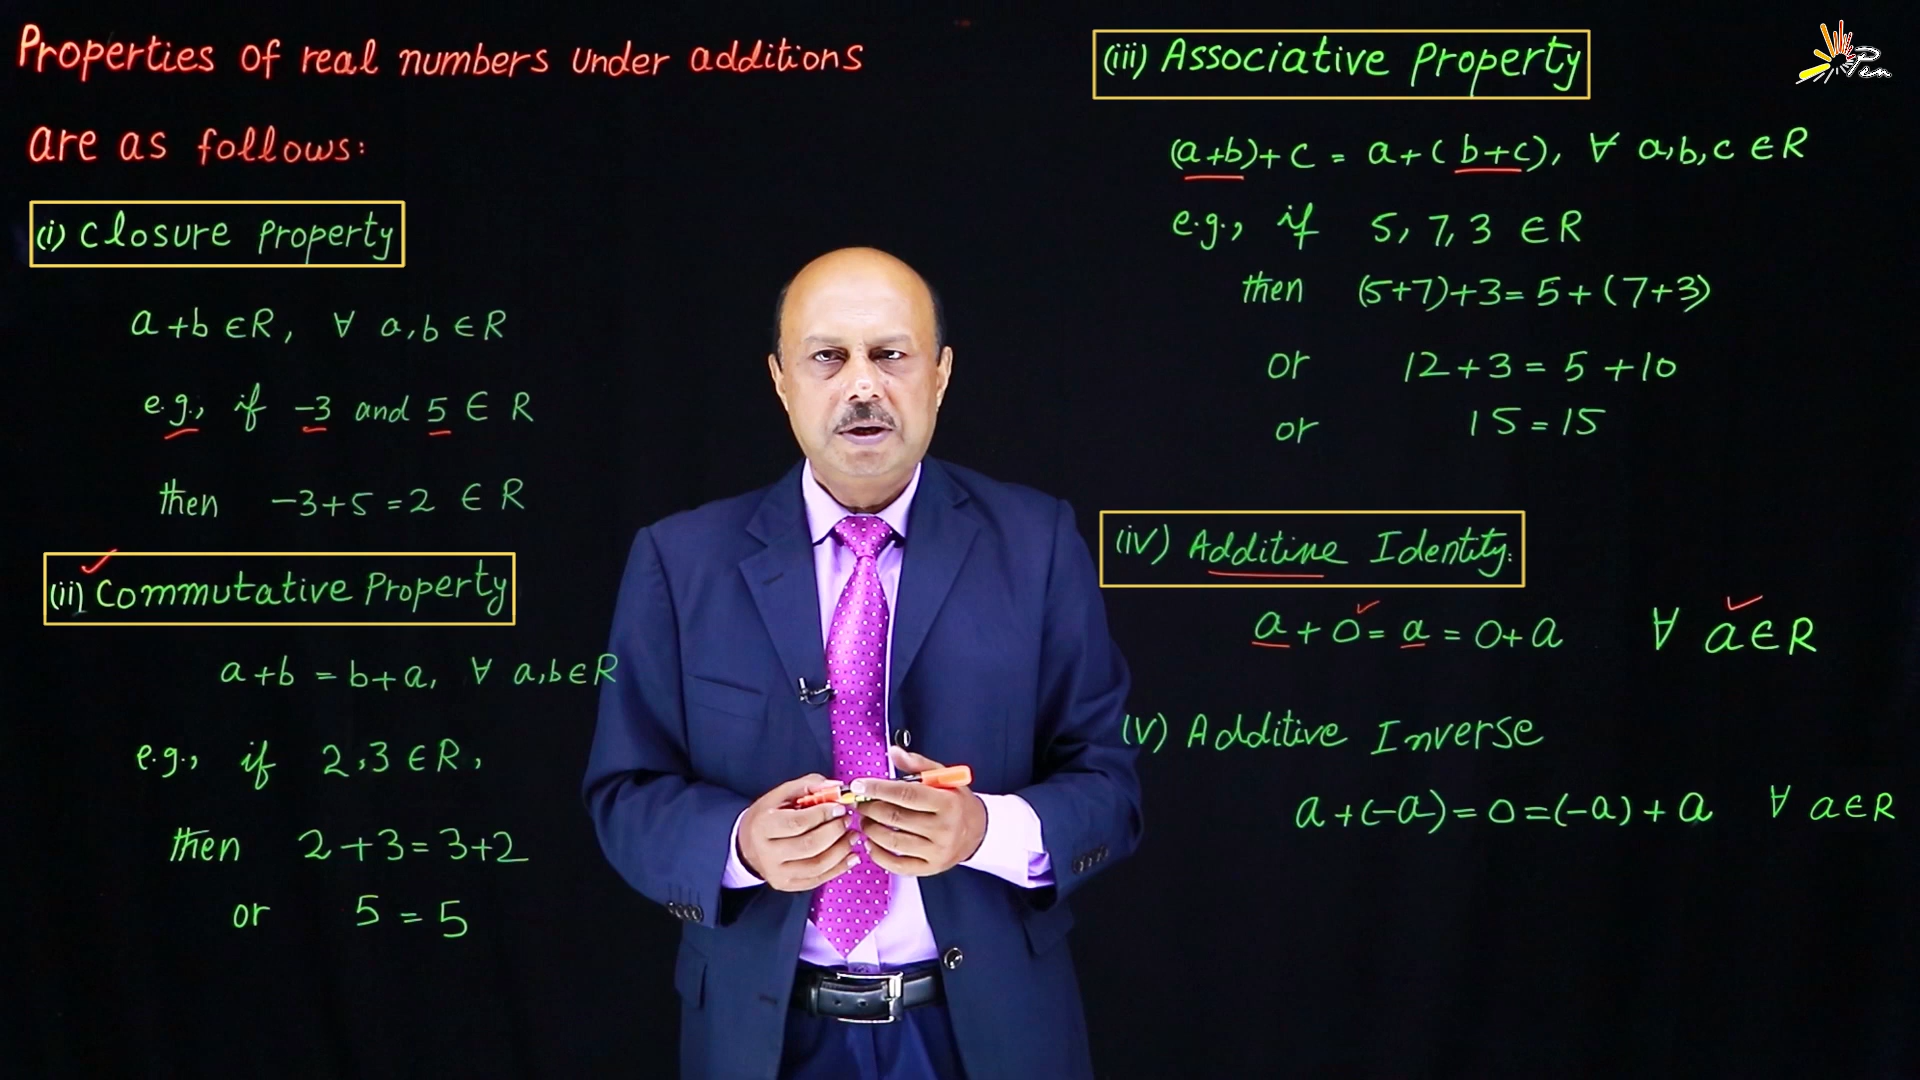 Properties of real numbers under additions
are as follows:
(i) Closure Property
a+b ∈R, ∀ a,b ∈R
e.g., if -3 and 5 ∈ R
then -3+5=2 ∈ R
(ii) Commutative Property
a+b = b+a, ∀ a,b∈R
e.g., if 2,3 ∈R,
then 2+3=3+2
or 5=5
(iii) Associative Property
(a+b)+c = a+(b+c), ∀ a,b,c ∈R
e.g., if 5,7,3 ∈R
then (5+7)+3=5+(7+3)
or 12+3=5+10
or 15=15
(iv) Additive Identity:
a+0=a=0+a ∀ a∈R
(v) Additive Inverse
a+(-a)=0=(-a)+a ∀ a∈R
Pen